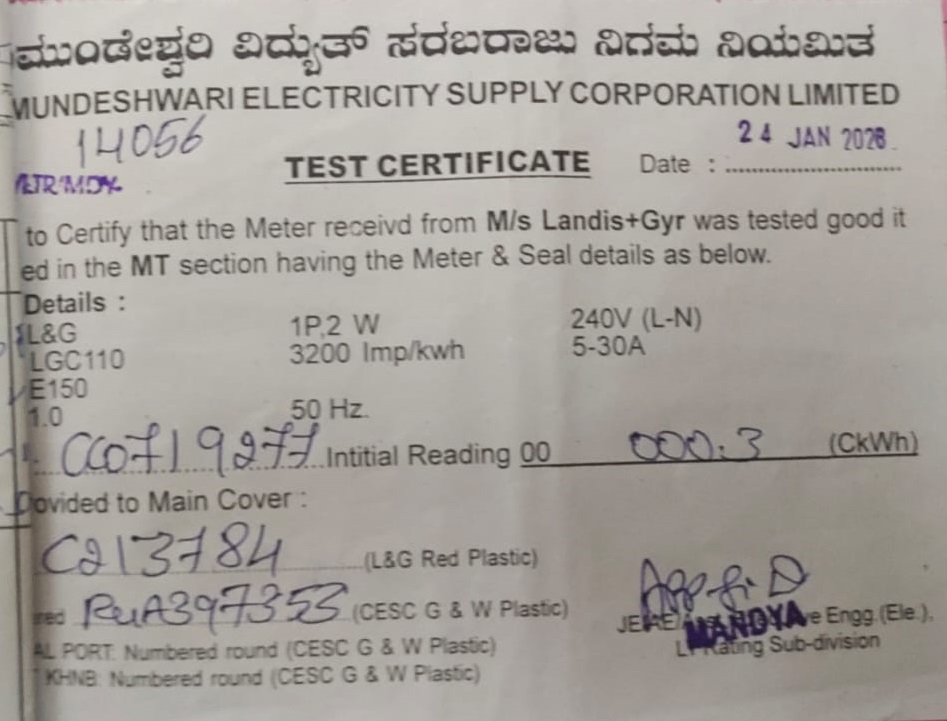 ಮುಂಡೇಶ್ವರಿ ವಿದ್ಯುತ್ ಸರಬರಾಜು ನಿಗಮ ನಿಯಮಿತ
MUNDESHWARI ELECTRICITY SUPPLY CORPORATION LIMITED
14056
24 JAN 2026
TEST CERTIFICATE Date :
to Certify that the Meter receivd from M/s Landis+Gyr was tested good it
ed in the MT section having the Meter & Seal details as below.
Details :
L&G 1P,2 W 240V (L-N)
LGC110 3200 Imp/kwh 5-30A
E150
1.0 50 Hz.
CC0719277 Intitial Reading 00 000.3 (CkWh)
ovided to Main Cover :
C213784 (L&G Red Plastic)
red RUA397353 (CESC G & W Plastic)
Engg.(Ele.),
MANDYA
AL PORT: Numbered round (CESC G & W Plastic)
Rating Sub-division
KHNB: Numbered round (CESC G & W Plastic)